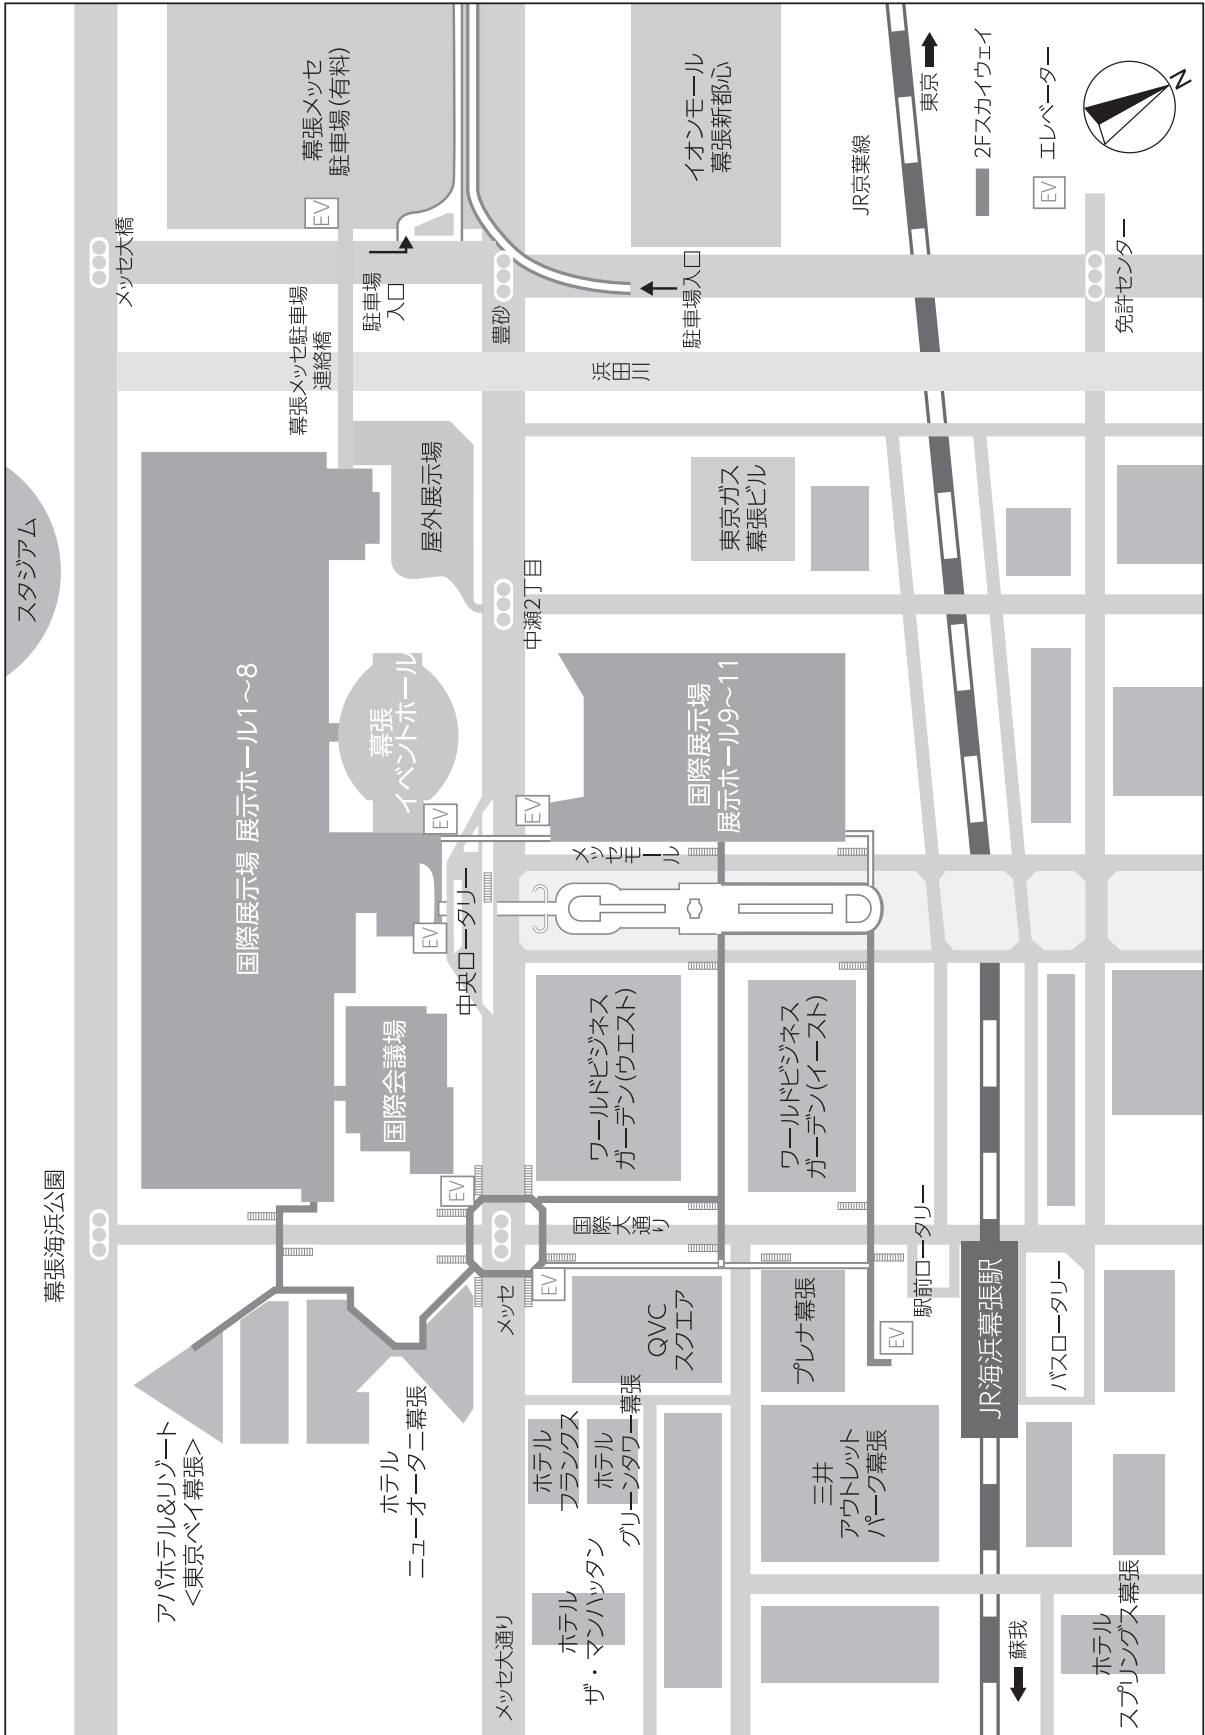 スタジアム
幕張海浜公園
メッセ大橋
幕張メッセ
駐車場(有料)
EV
幕張メッセ駐車場
連絡橋
駐車場
入口
豊砂
駐車場入口
イオンモール
幕張新都心
浜田川
JR京葉線
東京
2Fスカイウェイ
エレベーター
EV
N
免許センター
屋外展示場
中瀬2丁目
東京ガス
幕張ビル
国際展示場 展示ホール1～8
幕張
イベントホール
EV
EV
国際展示場
展示ホール9～11
メッセモール
中央ロータリー
EV
国際会議場
EV
ワールドビジネス
ガーデン(ウエスト)
ワールドビジネス
ガーデン(イースト)
国際
大通り
メッセ
EV
QVC
スクエア
プレナ幕張
EV
駅前ロータリー
JR海浜幕張駅
バスロータリー
アパホテル&リゾート
<東京ベイ幕張>
ホテル
ニューオータニ幕張
ホテル
フランクス
ホテル
グリーンタワー幕張
三井
アウトレット
パーク幕張
ホテル
ザ・マンハッタン
メッセ大通り
蘇我
ホテル
スプリングス幕張